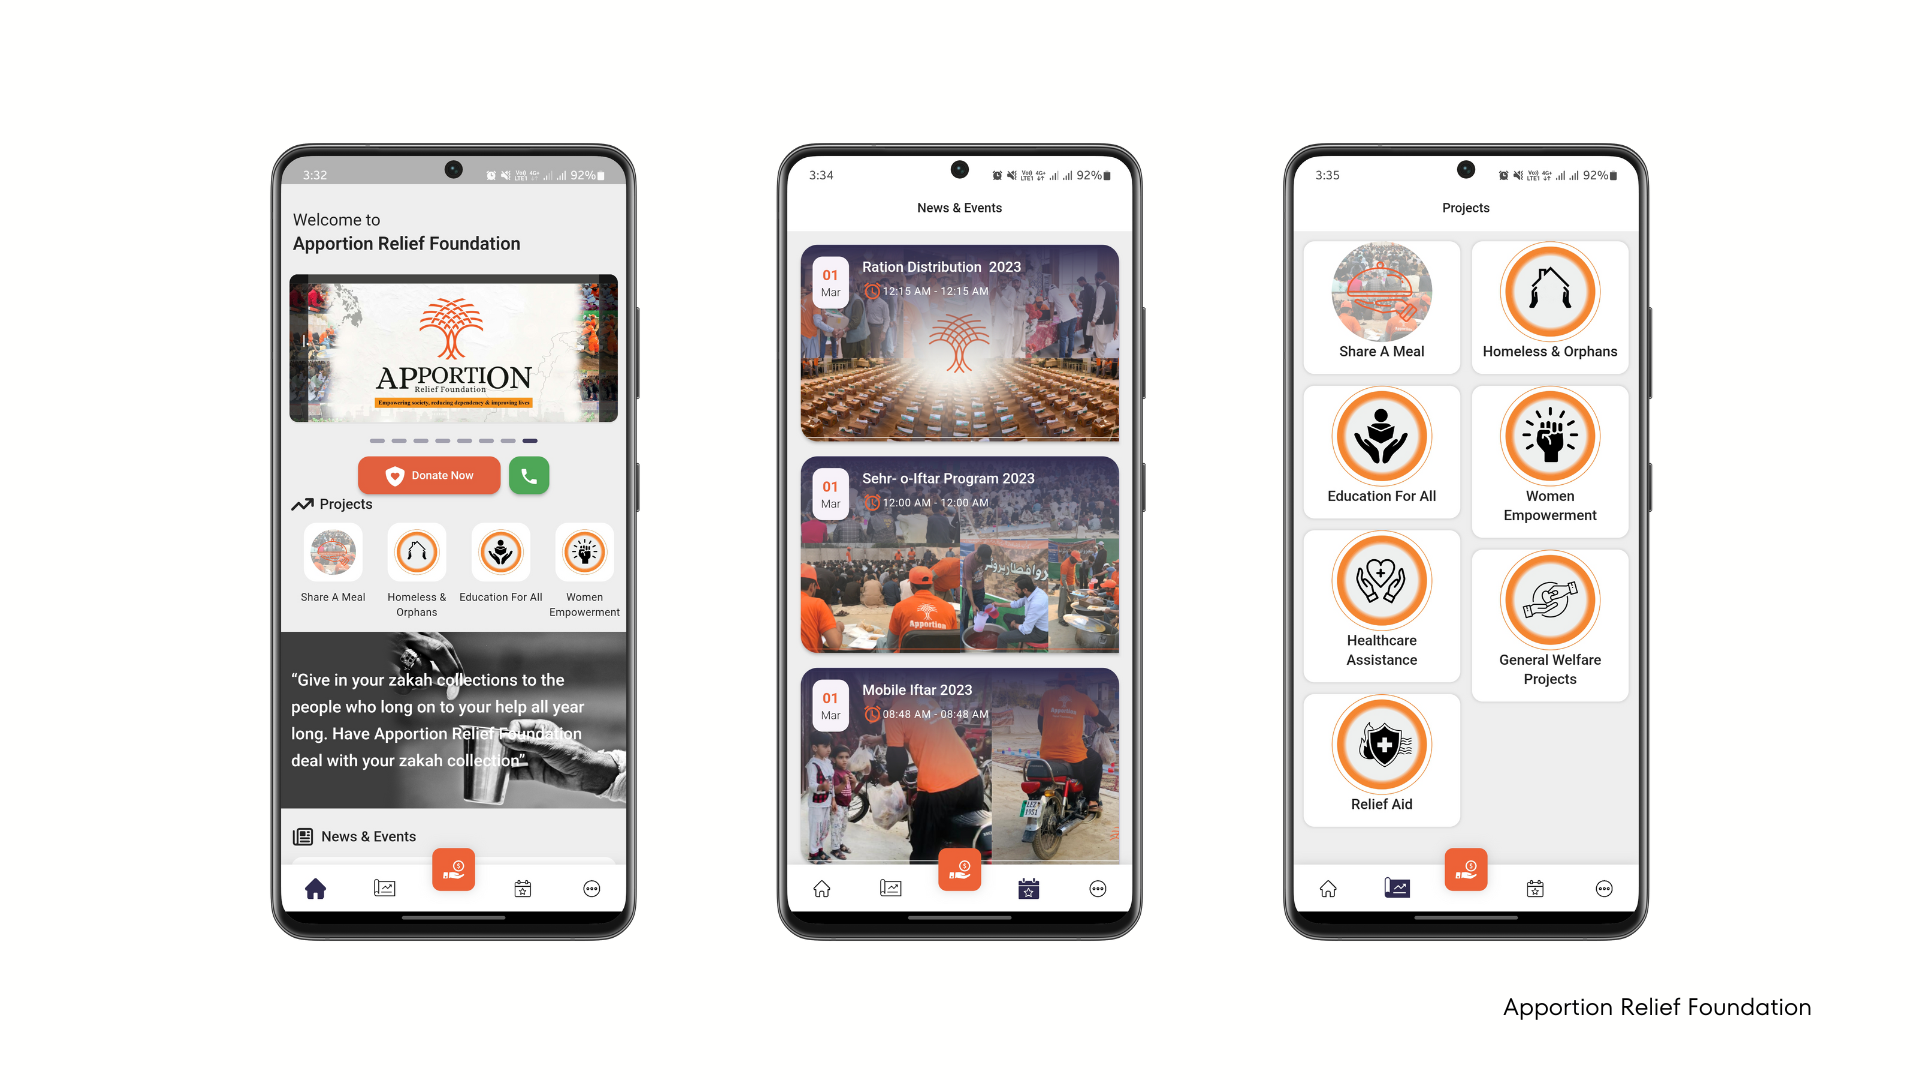 3:32
92%
Welcome to
Apportion Relief Foundation
APPORTION
Relief Foundation
Empowering society, reducing dependency & improving lives
Donate Now
Projects
Share A Meal
Homeless &
Orphans
Education For All
Women
Empowerment
“Give in your zakah collections to the
people who long on to your help all year
long. Have Apportion Relief Foundation
deal with your zakah collection”
News & Events
3:34
92%
News & Events
01
Mar
Ration Distribution 2023
12:15 AM - 12:15 AM
01
Mar
Sehr- o-Iftar Program 2023
12:00 AM - 12:00 AM
Apportion
01
Mar
Mobile Iftar 2023
08:48 AM - 08:48 AM
3:35
92%
Projects
Share A Meal
Homeless & Orphans
Education For All
Women
Empowerment
Healthcare
Assistance
General Welfare
Projects
Relief Aid
Apportion Relief Foundation